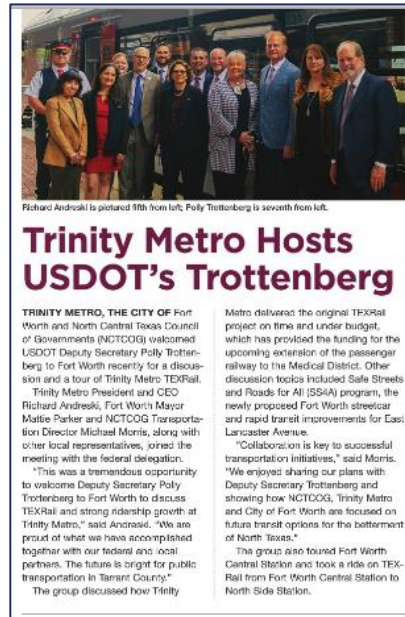 Richard Andreski is pictured fifth from left; Polly Trottenberg is seventh from left.
Trinity Metro Hosts
USDOT's Trottenberg
TRINITY METRO, THE CITY OF Fort
Worth and North Central Texas Council
of Governments (NCTCOG) welcomed
USDOT Deputy Secretary Polly Trotten-
berg to Fort Worth recently for a discus-
sion and a tour of Trinity Metro TEXRail.
Trinity Metro President and CEO
Richard Andreski, Fort Worth Mayor
Mattie Parker and NCTCOG Transporta-
tion Director Michael Morris, along with
other local representatives, joined the
meeting with the federal delegation.
"This was a tremendous opportunity
to welcome Deputy Secretary Polly
Trottenberg to Fort Worth to discuss
TEXRail and strong ridership growth at
Trinity Metro," said Andreski. "We are
proud of what we have accomplished
together with our federal and local
partners. The future is bright for public
transportation in Tarrant County."
The group discussed how Trinity
Metro delivered the original TEXRail
project on time and under budget,
which has provided the funding for the
upcoming extension of the passenger
railway to the Medical District. Other
discussion topics included Safe Streets
and Roads for All (SS4A) program, the
newly proposed Fort Worth streetcar
and rapid transit improvements for East
Lancaster Avenue.
"Collaboration is key to successful
transportation initiatives," said Morris.
"We enjoyed sharing our plans with
Deputy Secretary Trottenberg and
showing how NCTCOG, Trinity Metro
and City of Fort Worth are focused on
future transit options for the betterment
of North Texas."
The group also toured Fort Worth
Central Station and took a ride on TEX-
Rail from Fort Worth Central Station to
North Side Station.